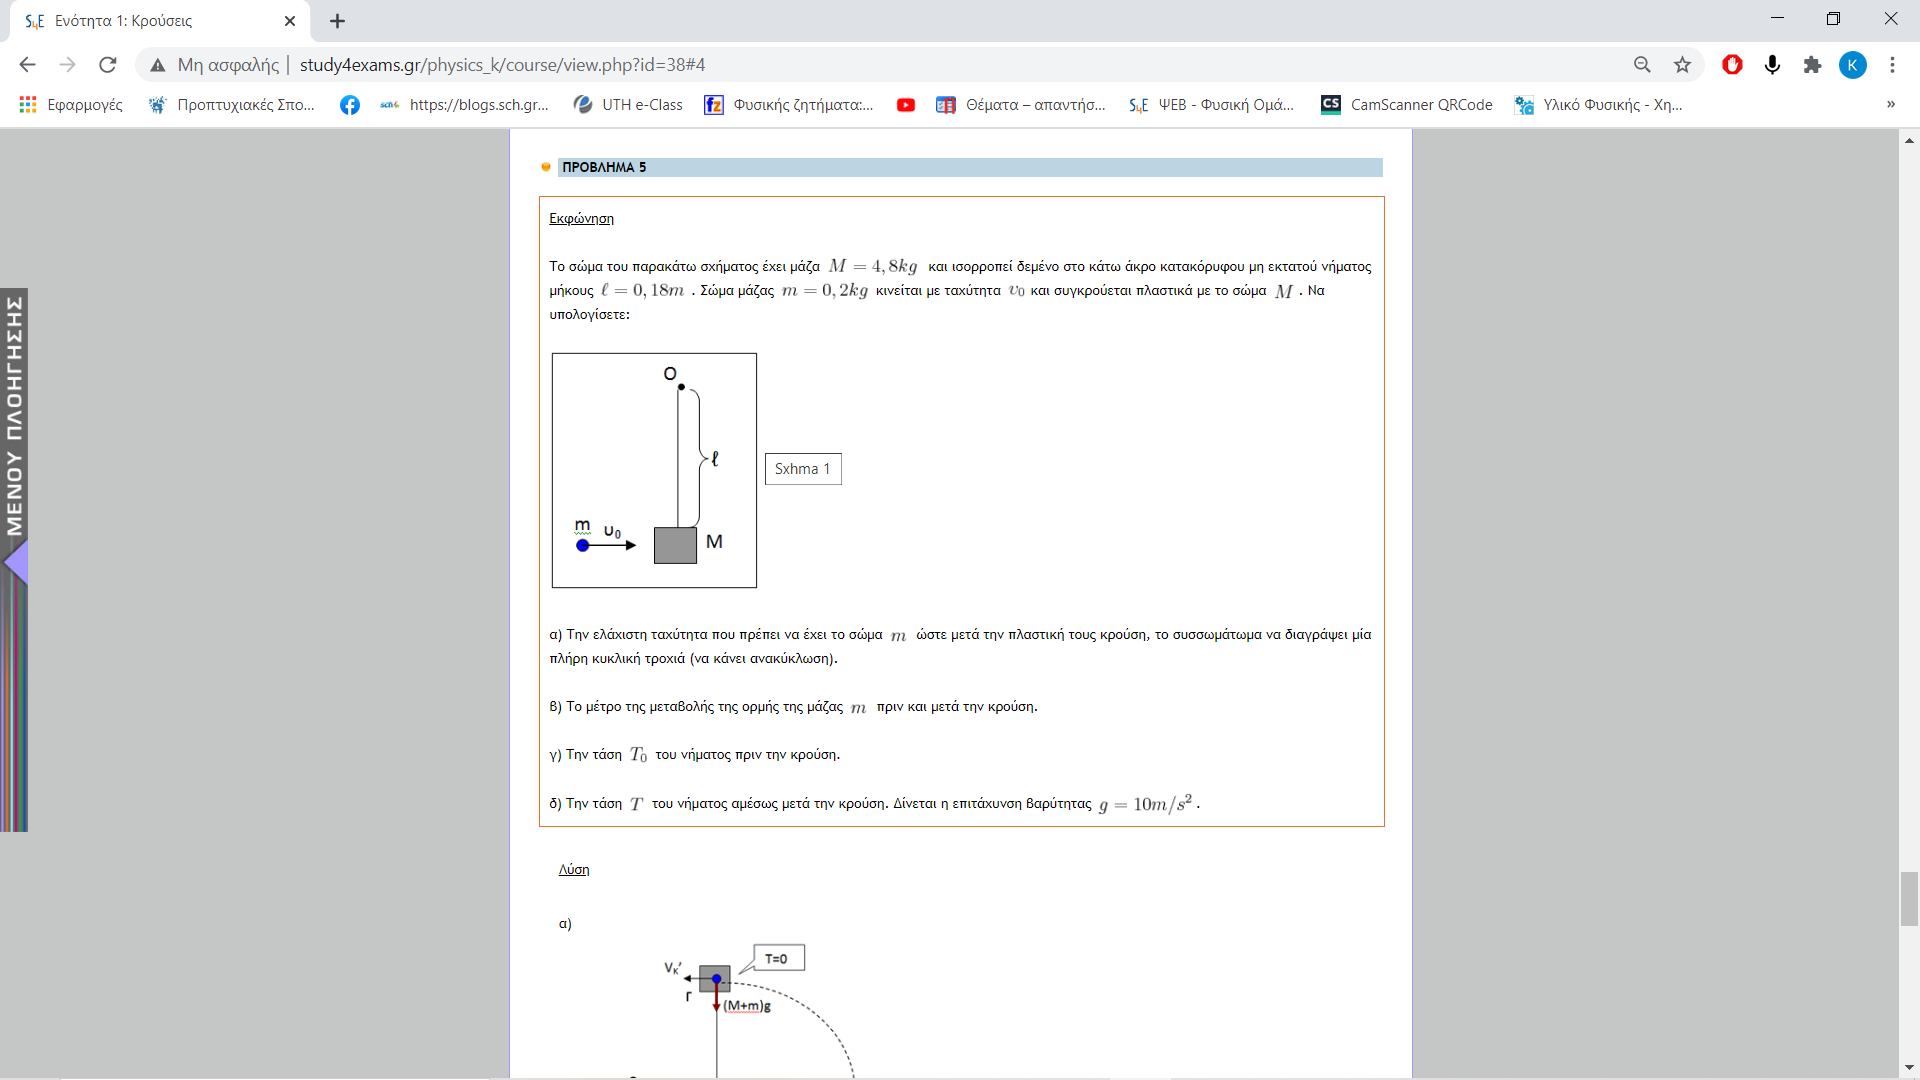 Ενότητα 1: Κρούσεις
Μη ασφαλής | study4exams.gr/physics_k/course/view.php?id=38#4
K
Εφαρμογές Προπτυχιακές Σπο... https://blogs.sch.gr... UTH e-Class Φυσικής ζητήματα:... Θέματα – απαντήσ... ΨΕΒ - Φυσική Ομά... CamScanner QRCode Υλικό Φυσικής - Χη... »
ΜΕΝΟΥ ΠΛΟΗΓΗΣΗΣ
ΠΡΟΒΛΗΜΑ 5
Εκφώνηση
Το σώμα του παρακάτω σχήματος έχει μάζα M = 4,8kg και ισορροπεί δεμένο στο κάτω άκρο κατακόρυφου μη εκτατού νήματος
μήκους ℓ = 0,18m . Σώμα μάζας m = 0,2kg κινείται με ταχύτητα υ₀ και συγκρούεται πλαστικά με το σώμα M . Να
υπολογίσετε:
O
ℓ
Sxhma 1
m υ₀
M
α) Την ελάχιστη ταχύτητα που πρέπει να έχει το σώμα m ώστε μετά την πλαστική τους κρούση, το συσσωμάτωμα να διαγράψει μία
πλήρη κυκλική τροχιά (να κάνει ανακύκλωση).
β) Το μέτρο της μεταβολής της ορμής της μάζας m πριν και μετά την κρούση.
γ) Την τάση T₀ του νήματος πριν την κρούση.
δ) Την τάση T του νήματος αμέσως μετά την κρούση. Δίνεται η επιτάχυνση βαρύτητας g = 10m/s² .
Λύση
α)
T=0
Vκ’
Γ
(M+m)g